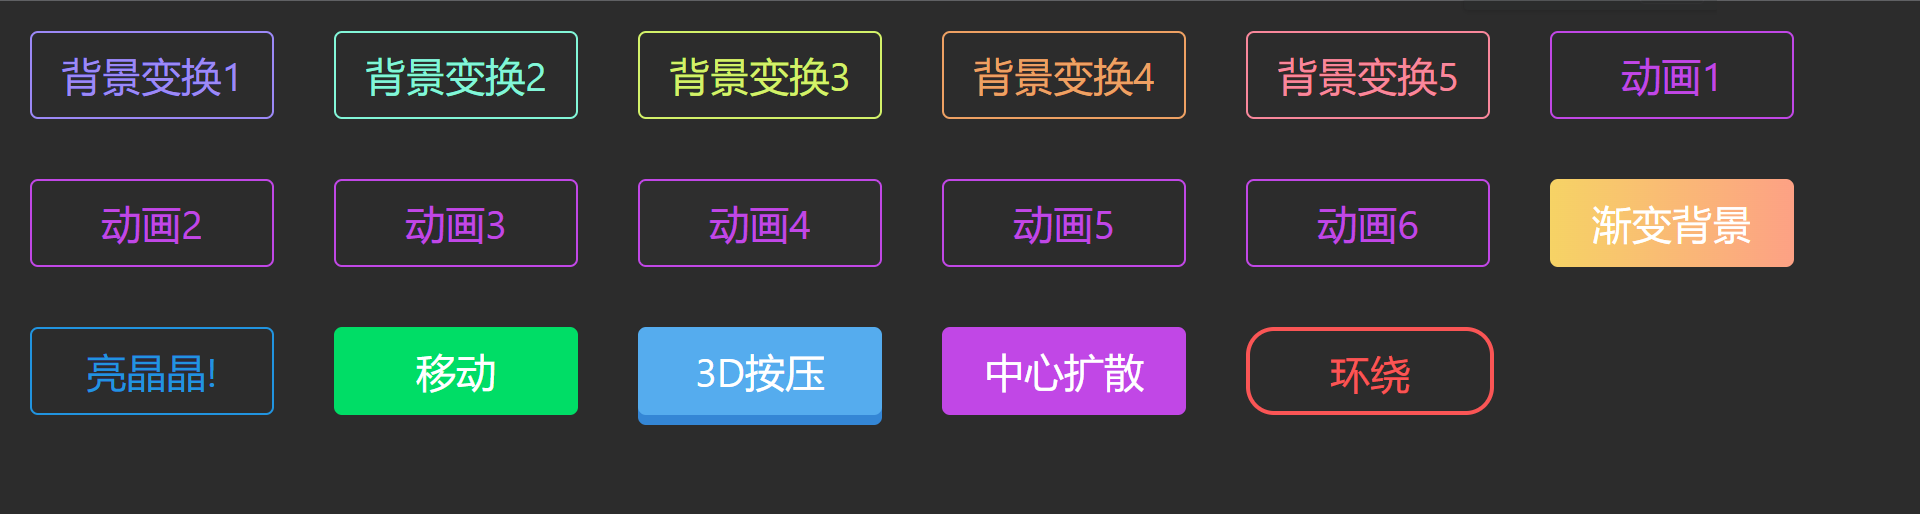 背景变换1 背景变换2 背景变换3 背景变换4 背景变换5 动画1
动画2 动画3 动画4 动画5 动画6 渐变背景
亮晶晶! 移动 3D按压 中心扩散 环绕